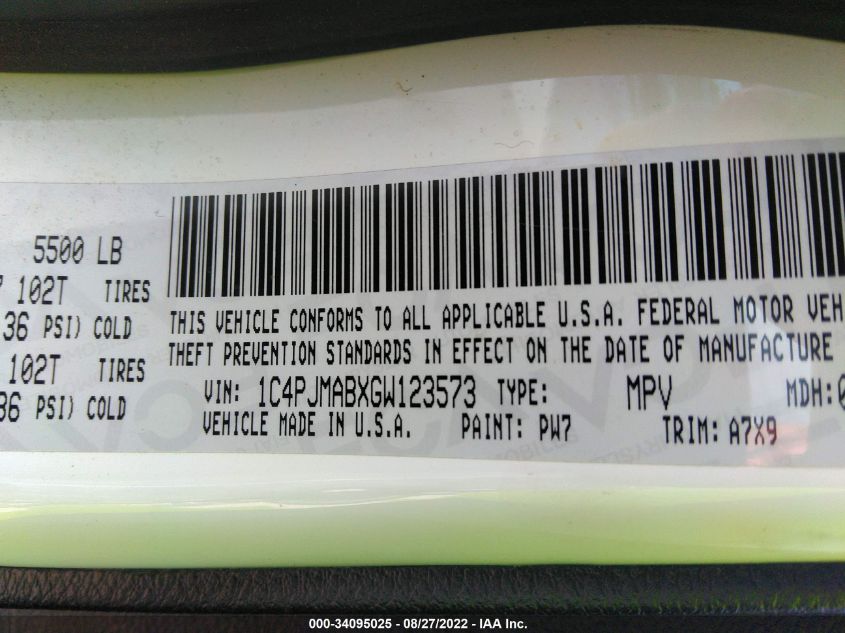 5500 LB
102T TIRES
36 PSI) COLD
102T TIRES
36 PSI) COLD
THIS VEHICLE CONFORMS TO ALL APPLICABLE U.S.A. FEDERAL MOTOR VEH
THEFT PREVENTION STANDARDS IN EFFECT ON THE DATE OF MANUFACTURE
VIN: 1C4PJMABXGW123573 TYPE: MPV MDH:0
VEHICLE MADE IN U.S.A. PAINT: PW7 TRIM: A7X9
000-34095025 - 08/27/2022 - IAA Inc.